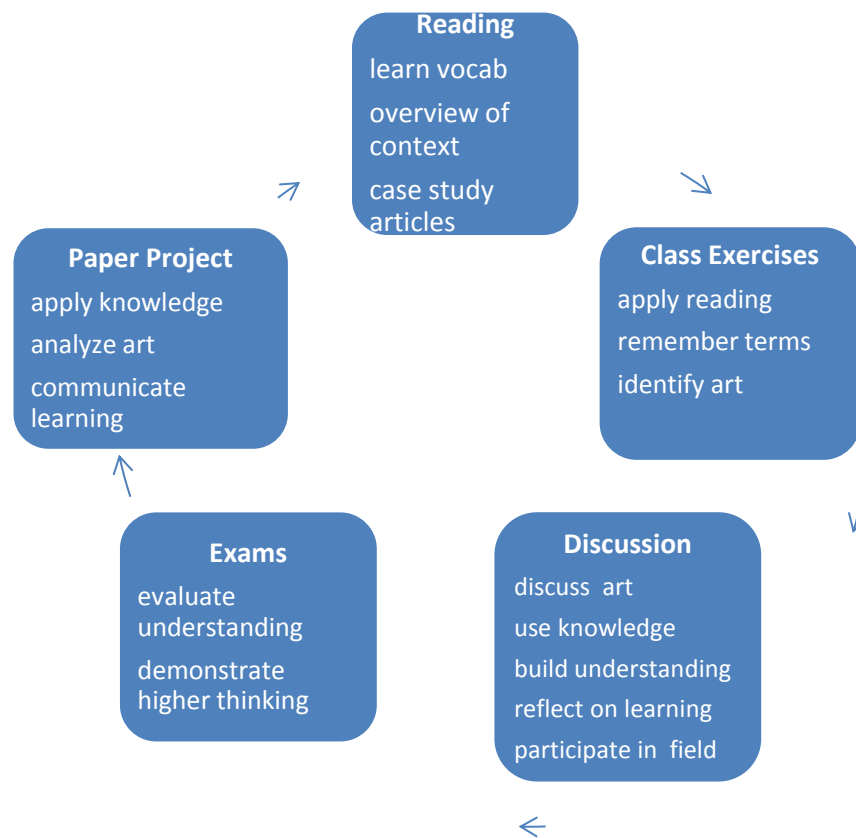 Reading
learn vocab
overview of
context
case study
articles
Class Exercises
apply reading
remember terms
identify art
Discussion
discuss  art
use knowledge
build understanding
reflect on learning
participate in  field
Exams
evaluate
understanding
demonstrate
higher thinking
Paper Project
apply knowledge
analyze art
communicate
learning